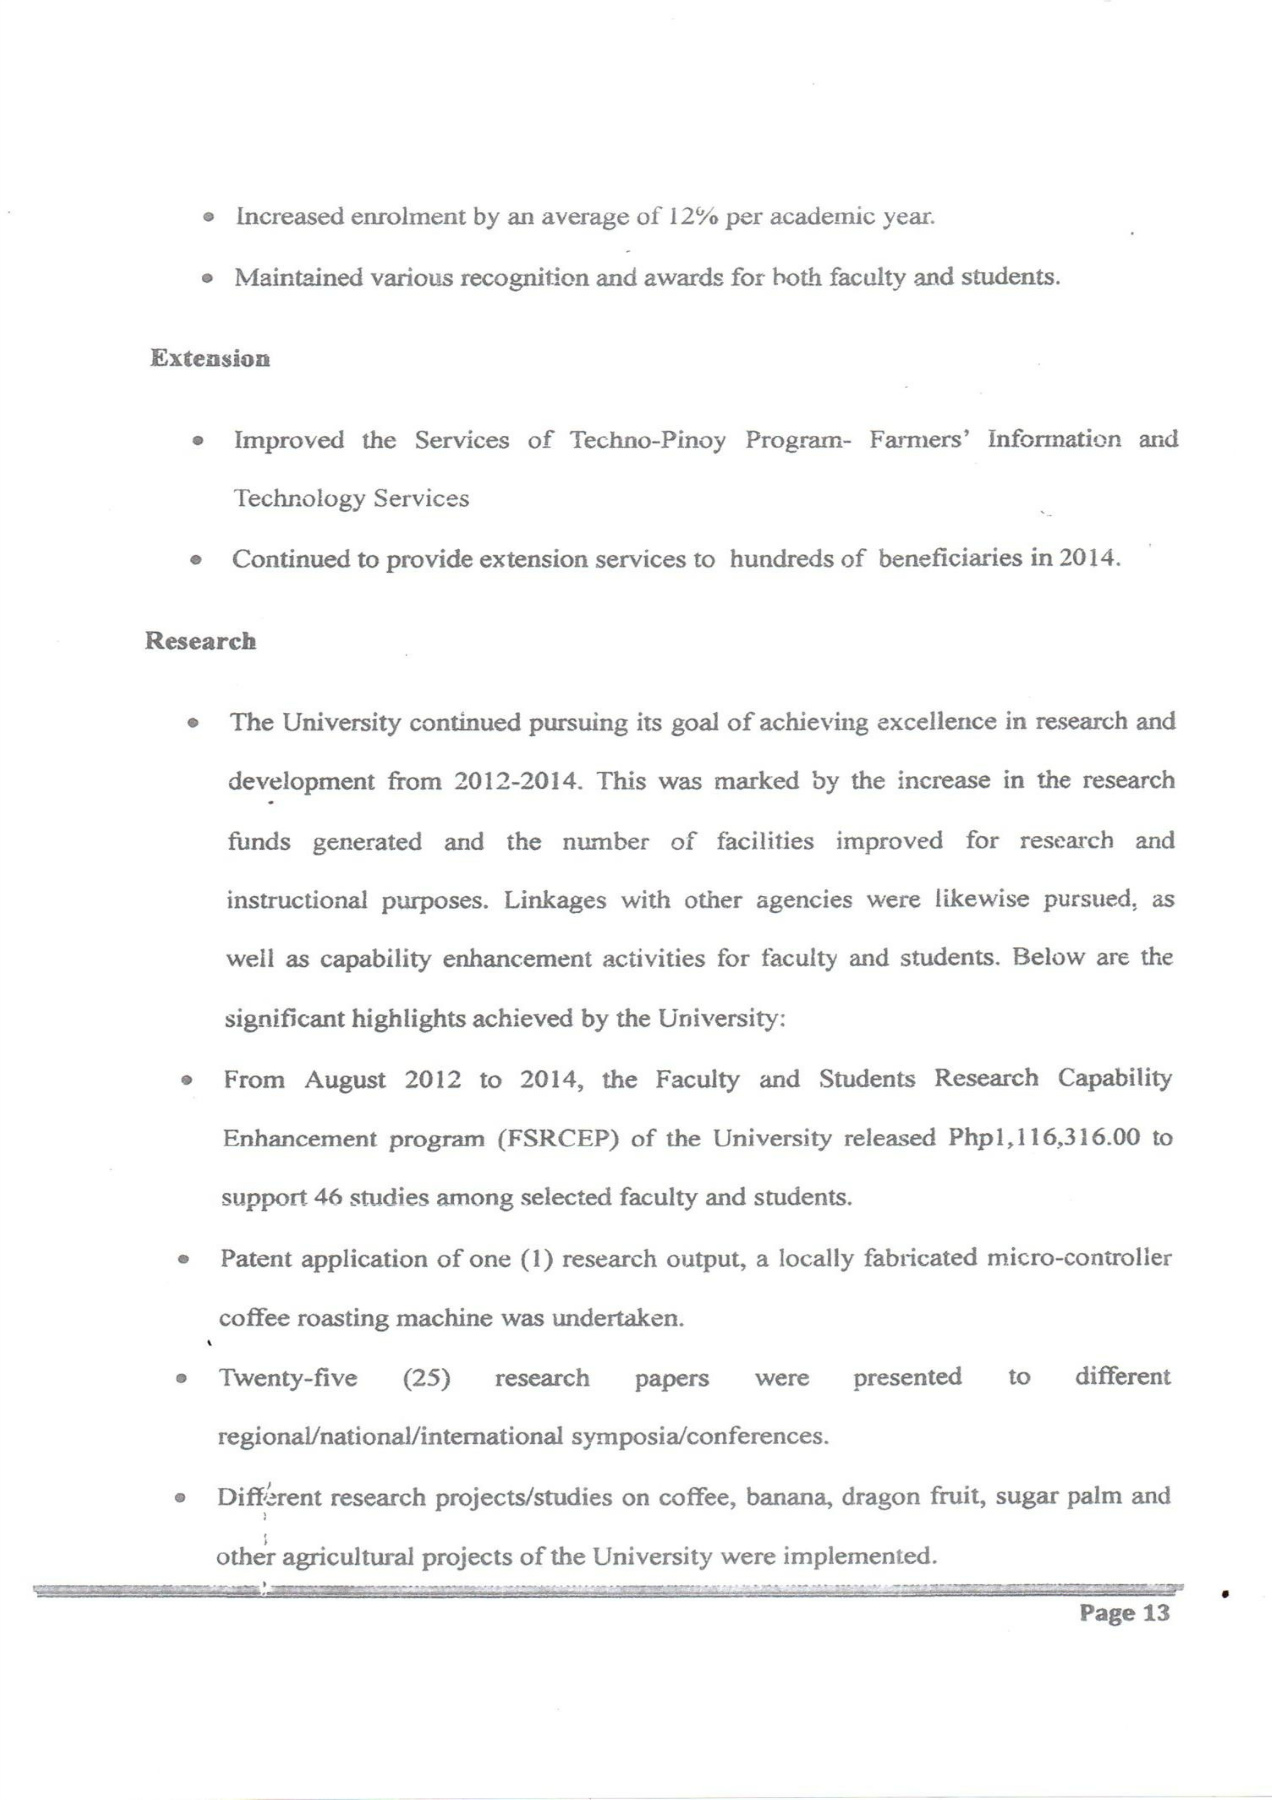 • Increased enrolment by an average of 12% per academic year.
• Maintained various recognition and awards for both faculty and students.
Extension
• Improved the Services of Techno-Pinoy Program- Farmers' Information and
Technology Services
• Continued to provide extension services to hundreds of beneficiaries in 2014.
Research
• The University continued pursuing its goal of achieving excellence in research and
development from 2012-2014. This was marked by the increase in the research
funds generated and the number of facilities improved for research and
instructional purposes. Linkages with other agencies were likewise pursued, as
well as capability enhancement activities for faculty and students. Below are the
significant highlights achieved by the University:
• From August 2012 to 2014, the Faculty and Students Research Capability
Enhancement program (FSRCEP) of the University released Php1,116,316.00 to
support 46 studies among selected faculty and students.
• Patent application of one (1) research output, a locally fabricated micro-controller
coffee roasting machine was undertaken.
• Twenty-five (25) research papers were presented to different
regional/national/international symposia/conferences.
• Different research projects/studies on coffee, banana, dragon fruit, sugar palm and
other agricultural projects of the University were implemented.
Page 13